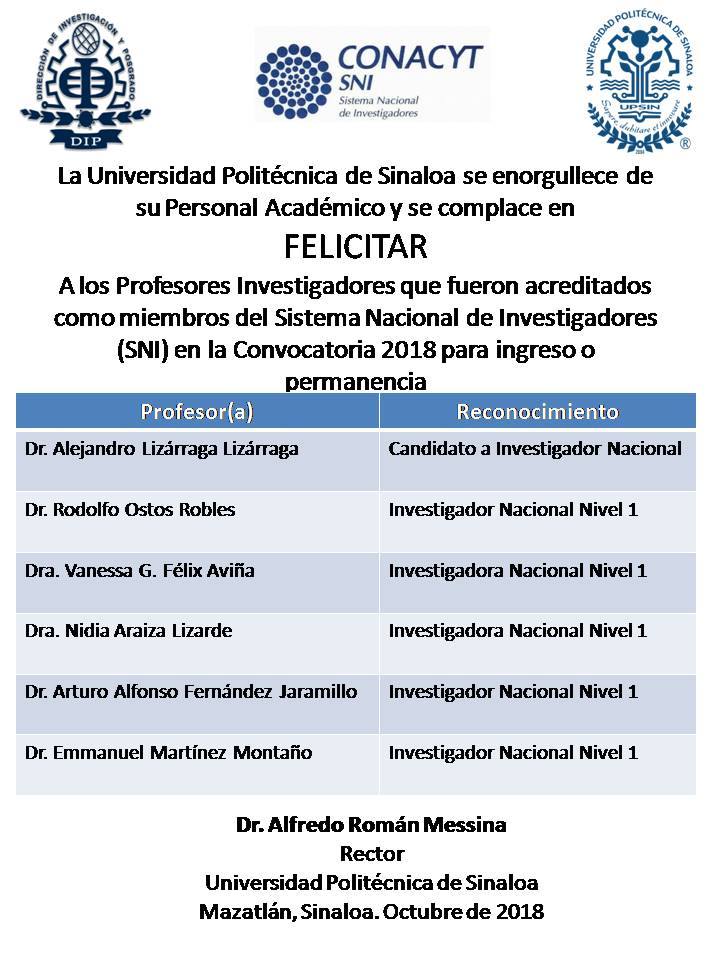 DIRECCIÓN DE INVESTIGACIÓN Y POSGRADO
DIP
CONACYT
SNI
Sistema Nacional
de Investigadores
UNIVERSIDAD POLITÉCNICA DE SINALOA
UPSIN
Sapere, dubitare et innovare
®
La Universidad Politécnica de Sinaloa se enorgullece de
su Personal Académico y se complace en
FELICITAR
A los Profesores Investigadores que fueron acreditados
como miembros del Sistema Nacional de Investigadores
(SNI) en la Convocatoria 2018 para ingreso o
permanencia
Profesor(a) Reconocimiento
Dr. Alejandro Lizárraga Lizárraga Candidato a Investigador Nacional
Dr. Rodolfo Ostos Robles Investigador Nacional Nivel 1
Dra. Vanessa G. Félix Aviña Investigadora Nacional Nivel 1
Dra. Nidia Araiza Lizarde Investigadora Nacional Nivel 1
Dr. Arturo Alfonso Fernández Jaramillo Investigador Nacional Nivel 1
Dr. Emmanuel Martínez Montaño Investigador Nacional Nivel 1
Dr. Alfredo Román Messina
Rector
Universidad Politécnica de Sinaloa
Mazatlán, Sinaloa. Octubre de 2018